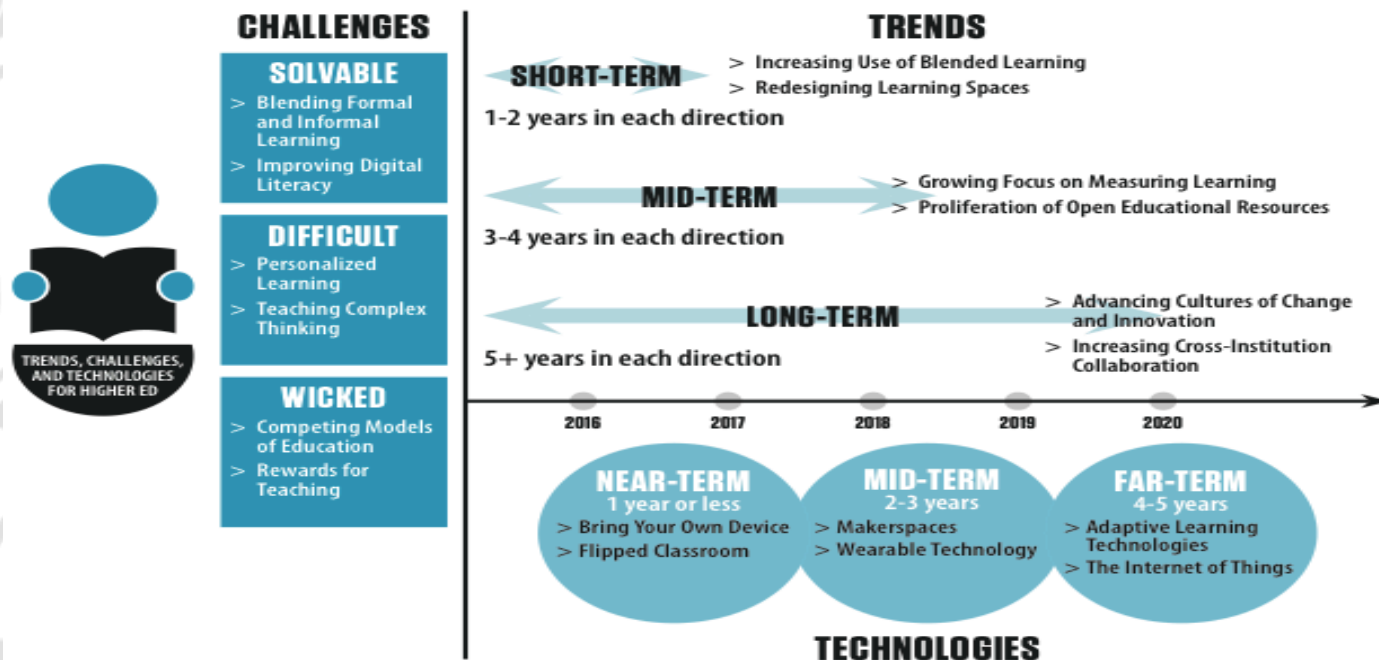 CHALLENGES
SOLVABLE
> Blending Formal
and Informal
Learning
> Improving Digital
Literacy
DIFFICULT
> Personalized
Learning
> Teaching Complex
Thinking
WICKED
> Competing Models
of Education
> Rewards for
Teaching
TRENDS, CHALLENGES,
AND TECHNOLOGIES
FOR HIGHER ED
TRENDS
SHORT-TERM
> Increasing Use of Blended Learning
> Redesigning Learning Spaces
1-2 years in each direction
MID-TERM
> Growing Focus on Measuring Learning
> Proliferation of Open Educational Resources
3-4 years in each direction
LONG-TERM
> Advancing Cultures of Change
and Innovation
> Increasing Cross-Institution
Collaboration
5+ years in each direction
2016 2017 2018 2019 2020
NEAR-TERM
1 year or less
> Bring Your Own Device
> Flipped Classroom
MID-TERM
2-3 years
> Makerspaces
> Wearable Technology
FAR-TERM
4-5 years
> Adaptive Learning
Technologies
> The Internet of Things
TECHNOLOGIES